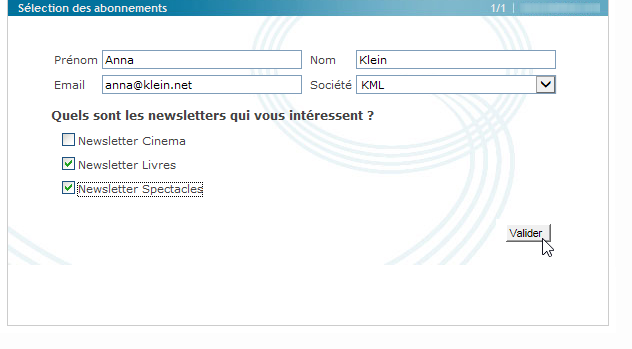 Sélection des abonnements 1/1 |
Prénom Anna Nom Klein
Email anna@klein.net Société KML
Quels sont les newsletters qui vous intéressent ?
Newsletter Cinema
Newsletter Livres
Newsletter Spectacles
Valider